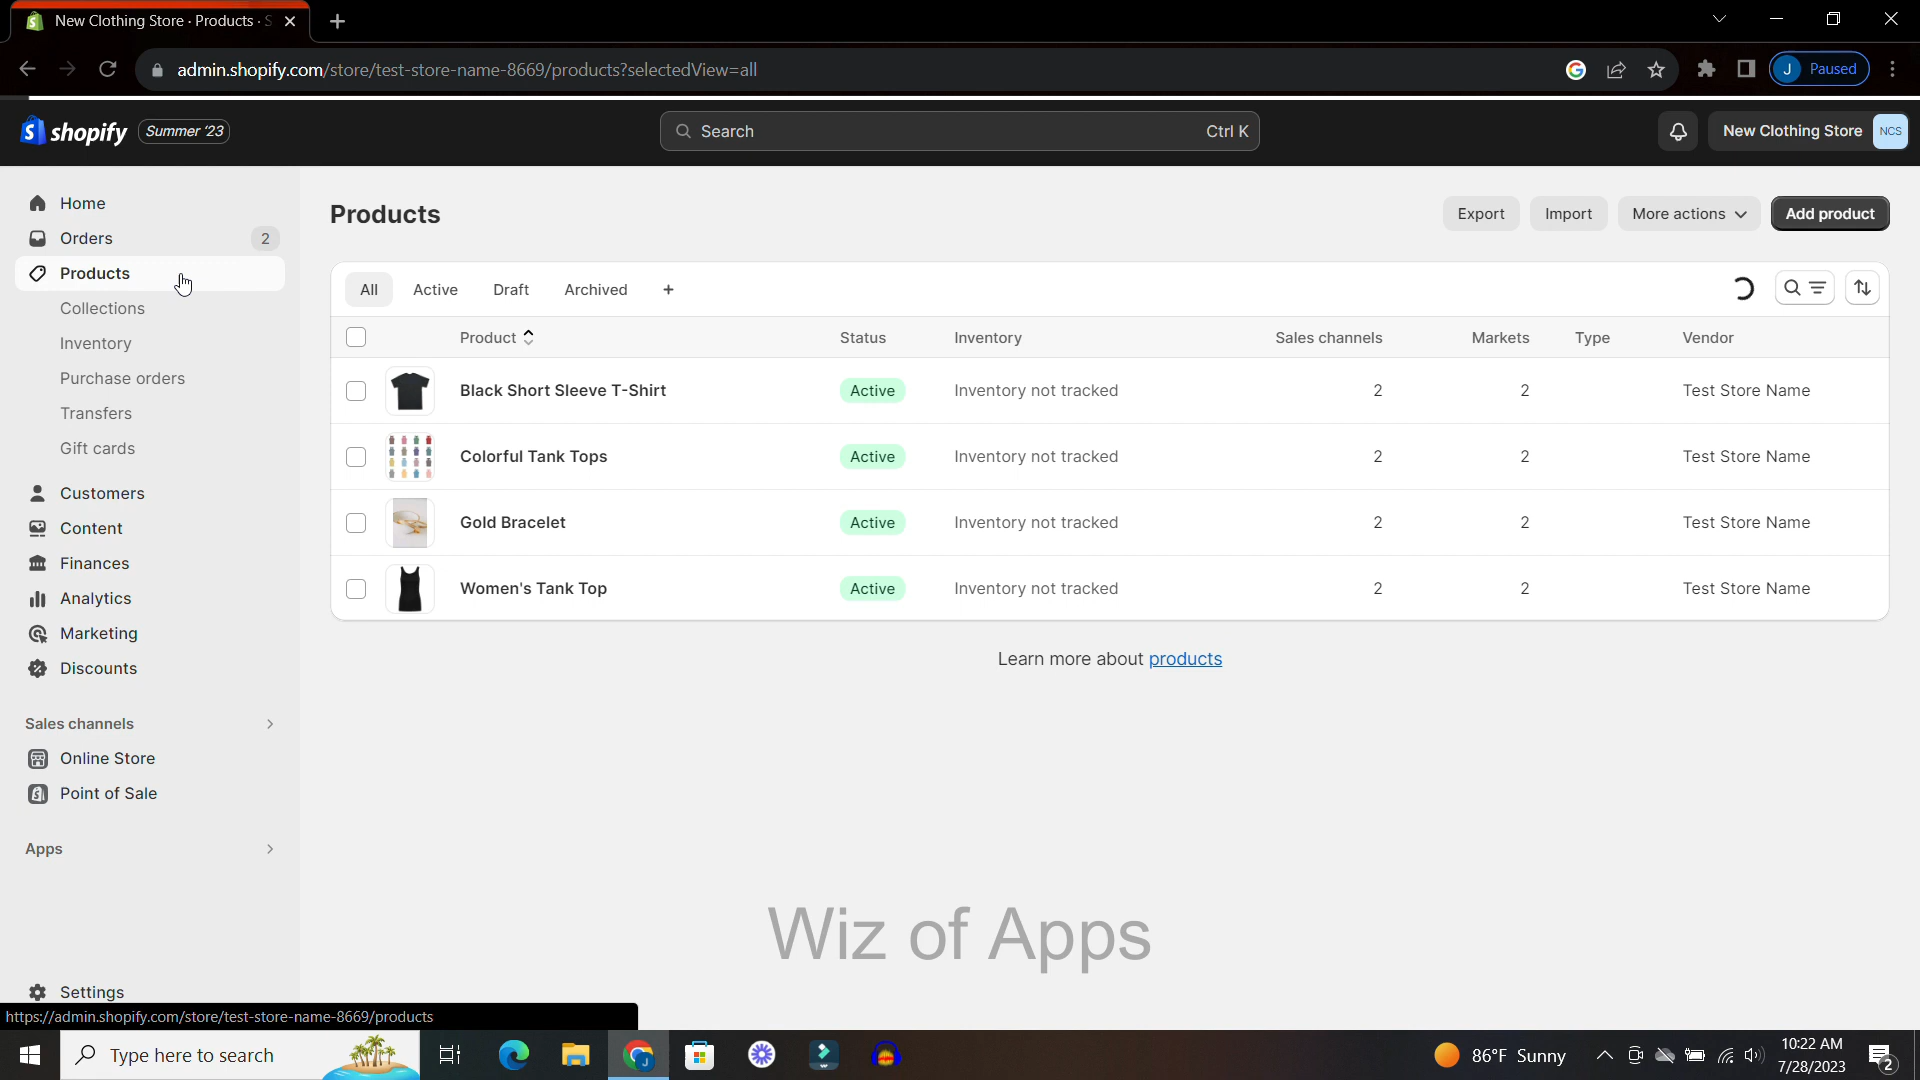 New Clothing Store · Products · S
admin.shopify.com/store/test-store-name-8669/products?selectedView=all
J Paused
shopify Summer '23
Search Ctrl K
New Clothing Store NCS
Home
Orders 2
Products
Collections
Inventory
Purchase orders
Transfers
Gift cards
Customers
Content
Finances
Analytics
Marketing
Discounts
Sales channels
Online Store
Point of Sale
Apps
Settings
Products
Export Import More actions Add product
All Active Draft Archived +
Product Status Inventory Sales channels Markets Type Vendor
Black Short Sleeve T-Shirt Active Inventory not tracked 2 2 Test Store Name
Colorful Tank Tops Active Inventory not tracked 2 2 Test Store Name
Gold Bracelet Active Inventory not tracked 2 2 Test Store Name
Women's Tank Top Active Inventory not tracked 2 2 Test Store Name
Learn more about products
Wiz of Apps
https://admin.shopify.com/store/test-store-name-8669/products
Type here to search
86°F Sunny
10:22 AM
7/28/2023
2